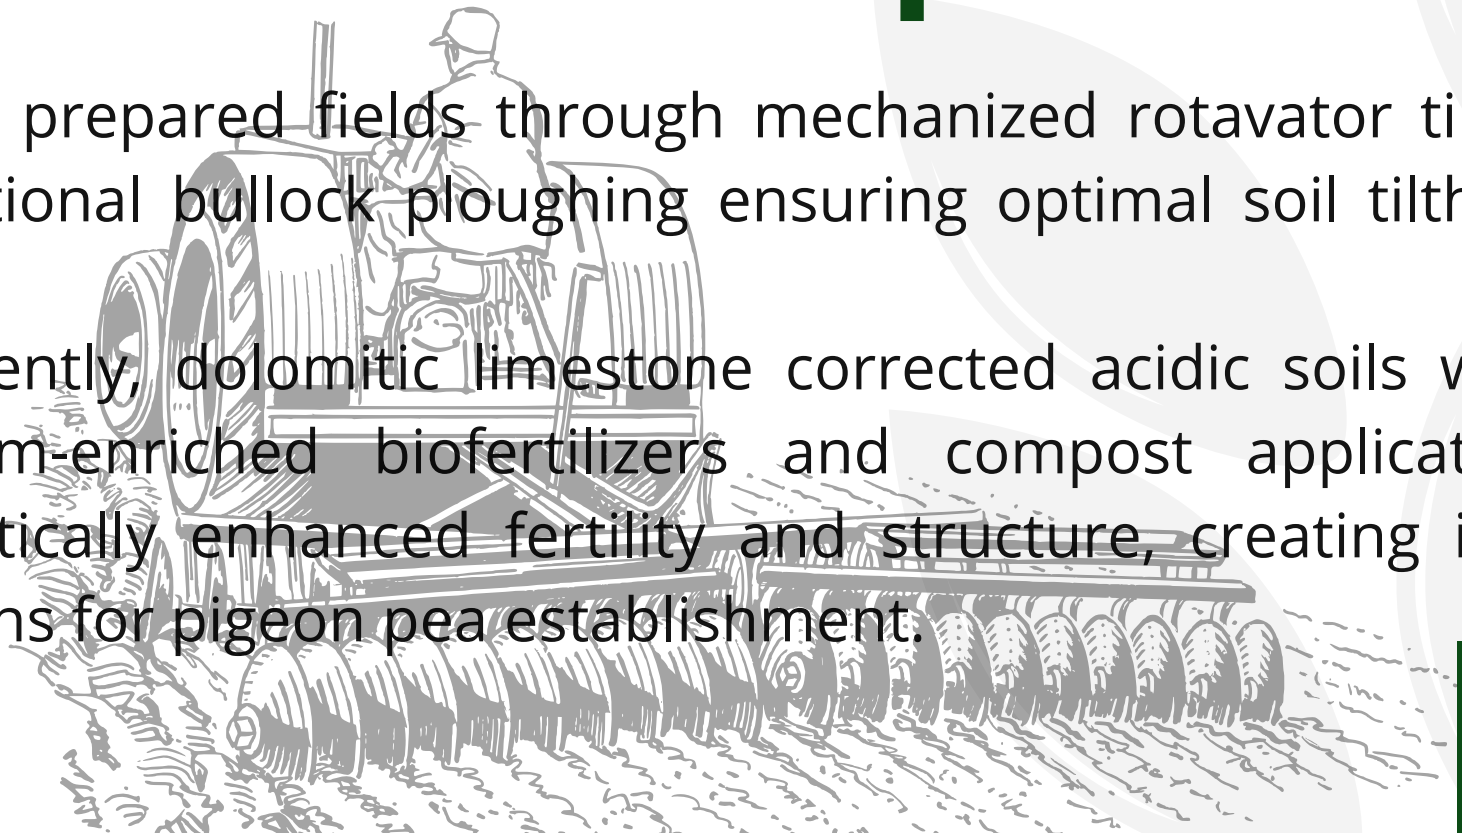 prepared fields through mechanized rotavator ti
tional bullock ploughing ensuring optimal soil tilth
ently, dolomitic limestone corrected acidic soils w
m-enriched biofertilizers and compost applicat
tically enhanced fertility and structure, creating i
ns for pigeon pea establishment.